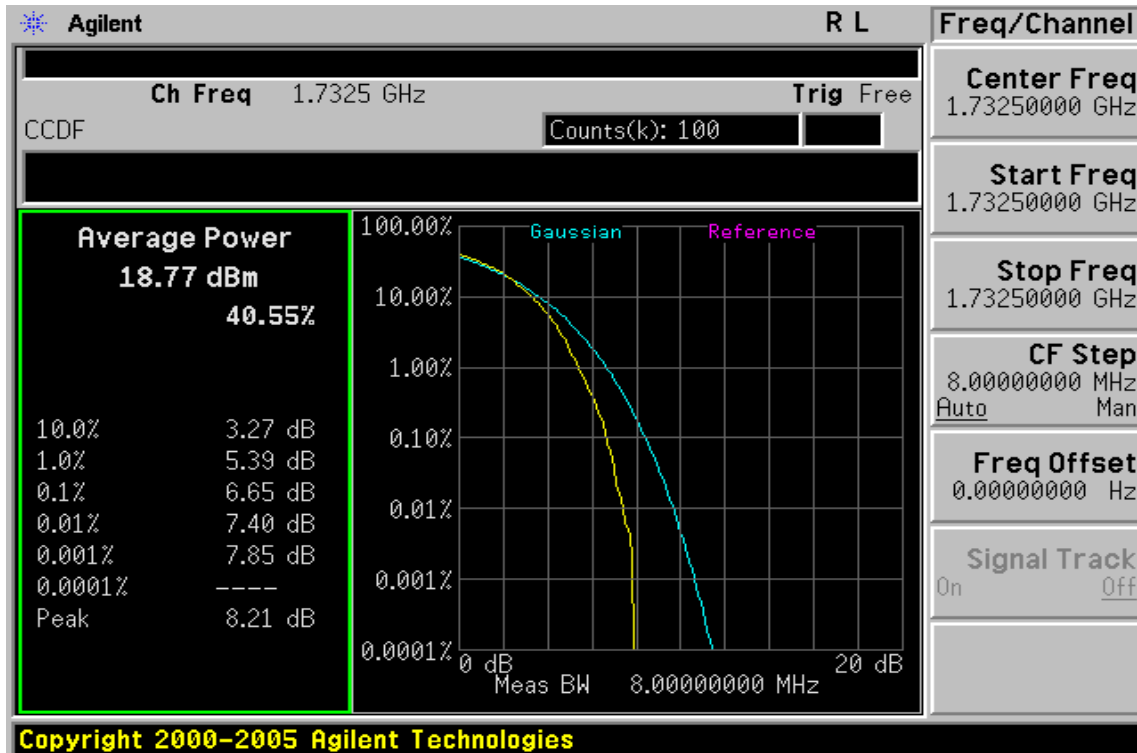 Agilent R L
Freq/Channel
Ch Freq 1.7325 GHz Trig Free
CCDF Counts(k): 100
Average Power
18.77 dBm
40.55%
10.0% 3.27 dB
1.0% 5.39 dB
0.1% 6.65 dB
0.01% 7.40 dB
0.001% 7.85 dB
0.0001% ----
Peak 8.21 dB
Gaussian Reference
100.00%
10.00%
1.00%
0.10%
0.01%
0.001%
0.0001%
0 dB 20 dB
Meas BW 8.00000000 MHz
Center Freq
1.73250000 GHz
Start Freq
1.73250000 GHz
Stop Freq
1.73250000 GHz
CF Step
8.00000000 MHz
Auto Man
Freq Offset
0.00000000 Hz
Signal Track
On Off
Copyright 2000-2005 Agilent Technologies